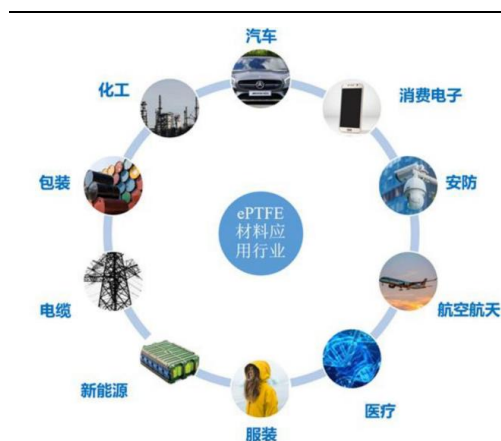 汽车
消费电子
安防
航空航天
医疗
服装
新能源
电缆
包装
化工
ePTFE
材料应
用行业